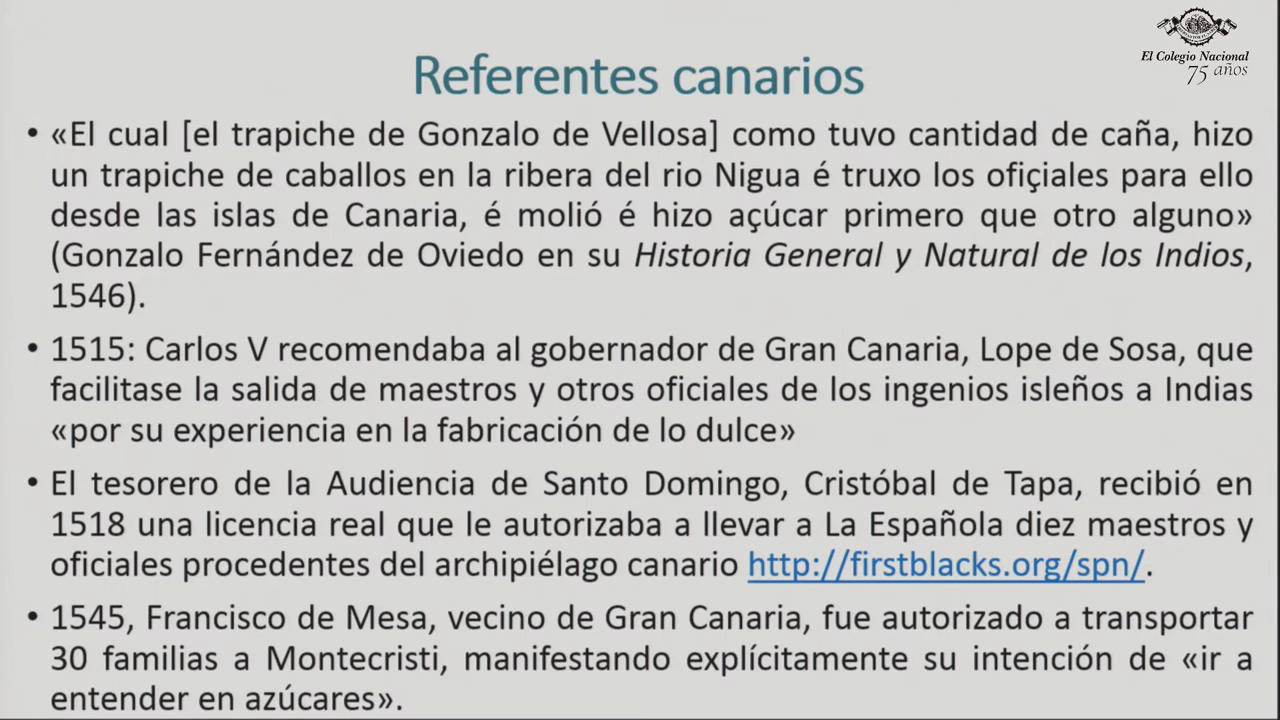 El Colegio Nacional
75 años
Referentes canarios
• «El cual [el trapiche de Gonzalo de Vellosa] como tuvo cantidad de caña, hizo
un trapiche de caballos en la ribera del rio Nigua é truxo los ofiçiales para ello
desde las islas de Canaria, é molió é hizo açúcar primero que otro alguno»
(Gonzalo Fernández de Oviedo en su Historia General y Natural de los Indios,
1546).
• 1515: Carlos V recomendaba al gobernador de Gran Canaria, Lope de Sosa, que
facilitase la salida de maestros y otros oficiales de los ingenios isleños a Indias
«por su experiencia en la fabricación de lo dulce»
• El tesorero de la Audiencia de Santo Domingo, Cristóbal de Tapa, recibió en
1518 una licencia real que le autorizaba a llevar a La Española diez maestros y
oficiales procedentes del archipiélago canario http://firstblacks.org/spn/.
• 1545, Francisco de Mesa, vecino de Gran Canaria, fue autorizado a transportar
30 familias a Montecristi, manifestando explícitamente su intención de «ir a
entender en azúcares».